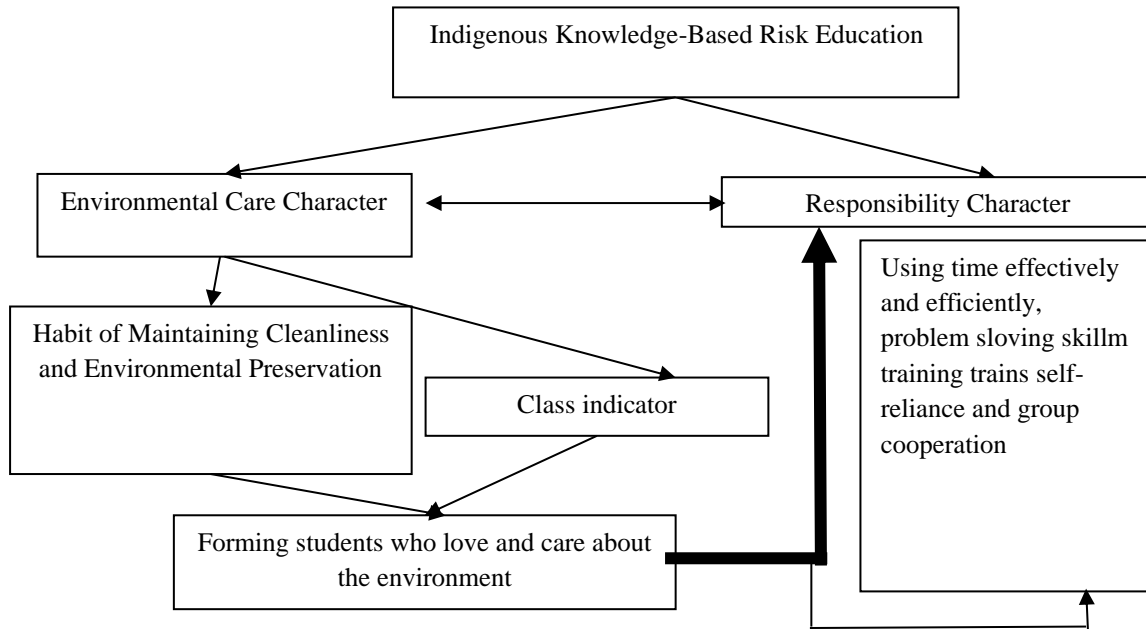 Indigenous Knowledge-Based Risk Education
Environmental Care Character
Responsibility Character
Habit of Maintaining Cleanliness
and Environmental Preservation
Using time effectively
and efficiently,
problem sloving skillm
training trains self-
reliance and group
cooperation
Class indicator
Forming students who love and care about
the environment